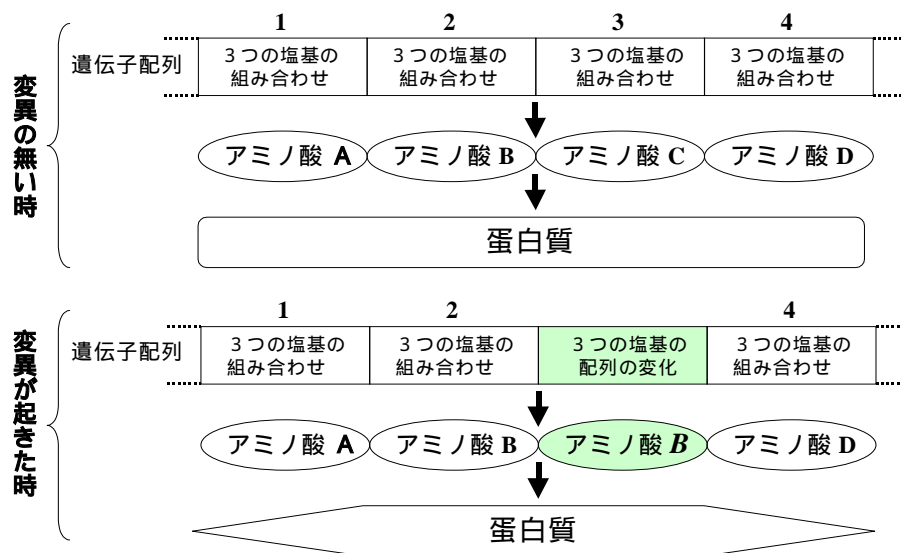 1 2 3 4
変異の無い時
遺伝子配列
３つの塩基の ３つの塩基の ３つの塩基の ３つの塩基の
組み合わせ 組み合わせ 組み合わせ 組み合わせ
アミノ酸 A アミノ酸 B アミノ酸 C アミノ酸 D
蛋白質
1 2 4
変異が起きた時
遺伝子配列
３つの塩基の ３つの塩基の ３つの塩基の ３つの塩基の
組み合わせ 組み合わせ 配列の変化 組み合わせ
アミノ酸 A アミノ酸 B アミノ酸 B アミノ酸 D
蛋白質